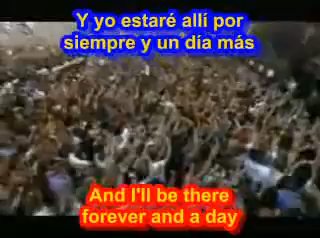 Y yo estaré allí por
siempre y un día más
And I'll be there
forever and a day